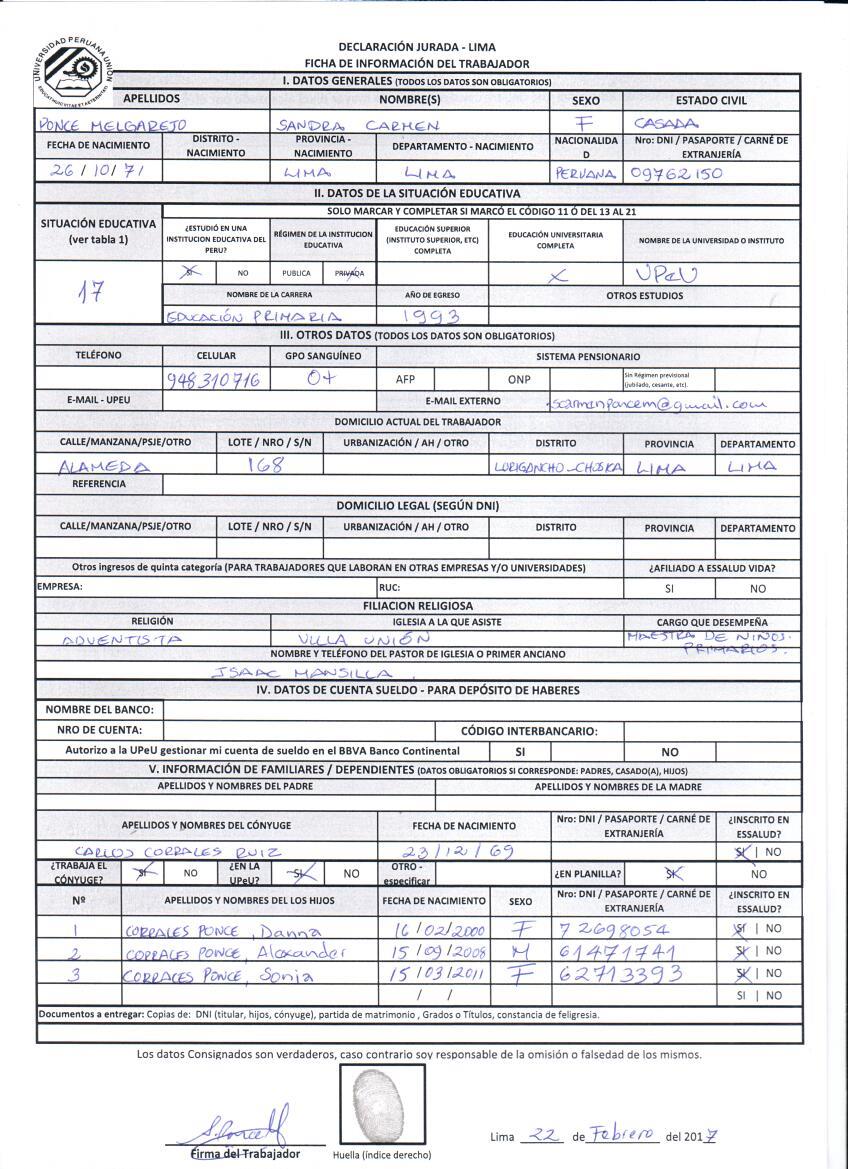 UNIVERSIDAD PERUANA UNION
DECLARACIÓN JURADA - LIMA
FICHA DE INFORMACIÓN DEL TRABAJADOR
I. DATOS GENERALES (TODOS LOS DATOS SON OBLIGATORIOS)
APELLIDOS NOMBRE(S) SEXO ESTADO CIVIL
PONCE MELGAREJO SANDRA CARMEN F CASADA
FECHA DE NACIMIENTO DISTRITO - NACIMIENTO PROVINCIA - NACIMIENTO DEPARTAMENTO - NACIMIENTO NACIONALIDAD Nro: DNI / PASAPORTE / CARNÉ DE EXTRANJERÍA
26/10/71 LIMA LIMA PERUANA 09762150
II. DATOS DE LA SITUACIÓN EDUCATIVA
SOLO MARCAR Y COMPLETAR SI MARCÓ EL CÓDIGO 11 Ó DEL 13 AL 21
SITUACIÓN EDUCATIVA (ver tabla 1) ¿ESTUDIÓ EN UNA INSTITUCION EDUCATIVA DEL PERU? RÉGIMEN DE LA INSTITUCION EDUCATIVA EDUCACIÓN SUPERIOR (INSTITUTO SUPERIOR, ETC) COMPLETA EDUCACIÓN UNIVERSITARIA COMPLETA NOMBRE DE LA UNIVERSIDAD O INSTITUTO
17 SI NO PUBLICA PRIVADA X UPeU
NOMBRE DE LA CARRERA AÑO DE EGRESO OTROS ESTUDIOS
EDUCACIÓN PRIMARIA 1993
III. OTROS DATOS (TODOS LOS DATOS SON OBLIGATORIOS)
TELÉFONO CELULAR GPO SANGUÍNEO SISTEMA PENSIONARIO
948310716 O+ AFP ONP Sin Régimen previsional (jubilado, cesante, etc).
E-MAIL - UPEU E-MAIL EXTERNO scarmenponcem@gmail.com
DOMICILIO ACTUAL DEL TRABAJADOR
CALLE/MANZANA/PSJE/OTRO LOTE / NRO / S/N URBANIZACIÓN / AH / OTRO DISTRITO PROVINCIA DEPARTAMENTO
ALAMEDA 168 LURIGANCHO-CHOSICA LIMA LIMA
REFERENCIA
DOMICILIO LEGAL (SEGÚN DNI)
CALLE/MANZANA/PSJE/OTRO LOTE / NRO / S/N URBANIZACIÓN / AH / OTRO DISTRITO PROVINCIA DEPARTAMENTO
Otros ingresos de quinta categoría (PARA TRABAJADORES QUE LABORAN EN OTRAS EMPRESAS Y/O UNIVERSIDADES) ¿AFILIADO A ESSALUD VIDA?
EMPRESA: RUC: SI NO
FILIACION RELIGIOSA
RELIGIÓN IGLESIA A LA QUE ASISTE CARGO QUE DESEMPEÑA
ADVENTISTA VILLA UNIÓN MAESTRA DE NIÑOS. PRIMARIOS.
NOMBRE Y TELÉFONO DEL PASTOR DE IGLESIA O PRIMER ANCIANO
ISAAC MANSILLA
IV. DATOS DE CUENTA SUELDO - PARA DEPÓSITO DE HABERES
NOMBRE DEL BANCO:
NRO DE CUENTA: CÓDIGO INTERBANCARIO:
Autorizo a la UPeU gestionar mi cuenta de sueldo en el BBVA Banco Continental SI NO
V. INFORMACIÓN DE FAMILIARES / DEPENDIENTES (DATOS OBLIGATORIOS SI CORRESPONDE: PADRES, CASADO(A), HIJOS)
APELLIDOS Y NOMBRES DEL PADRE APELLIDOS Y NOMBRES DE LA MADRE
APELLIDOS Y NOMBRES DEL CÓNYUGE FECHA DE NACIMIENTO Nro: DNI / PASAPORTE / CARNÉ DE EXTRANJERÍA ¿INSCRITO EN ESSALUD?
CARLOS CORRALES RUIZ 23/12/69 SI | NO
¿TRABAJA EL CÓNYUGE? SI NO ¿EN LA UPeU? SI NO OTRO - especificar ¿EN PLANILLA? SI NO
Nº APELLIDOS Y NOMBRES DEL LOS HIJOS FECHA DE NACIMIENTO SEXO Nro: DNI / PASAPORTE / CARNÉ DE EXTRANJERÍA ¿INSCRITO EN ESSALUD?
1 CORRALES PONCE, Danna 16/02/2000 F 72698054 SI | NO
2 CORRALES PONCE, Alexander 15/09/2008 M 61471741 SI | NO
3 CORRALES PONCE, Sonia 15/03/2011 F 62713393 SI | NO
/ / SI | NO
Documentos a entregar: Copias de: DNI (titular, hijos, cónyuge), partida de matrimonio , Grados o Títulos, constancia de feligresia.
Los datos Consignados son verdaderos, caso contrario soy responsable de la omisión o falsedad de los mismos.
Lima 22 de Febrero del 2017
Firma del Trabajador Huella (índice derecho)